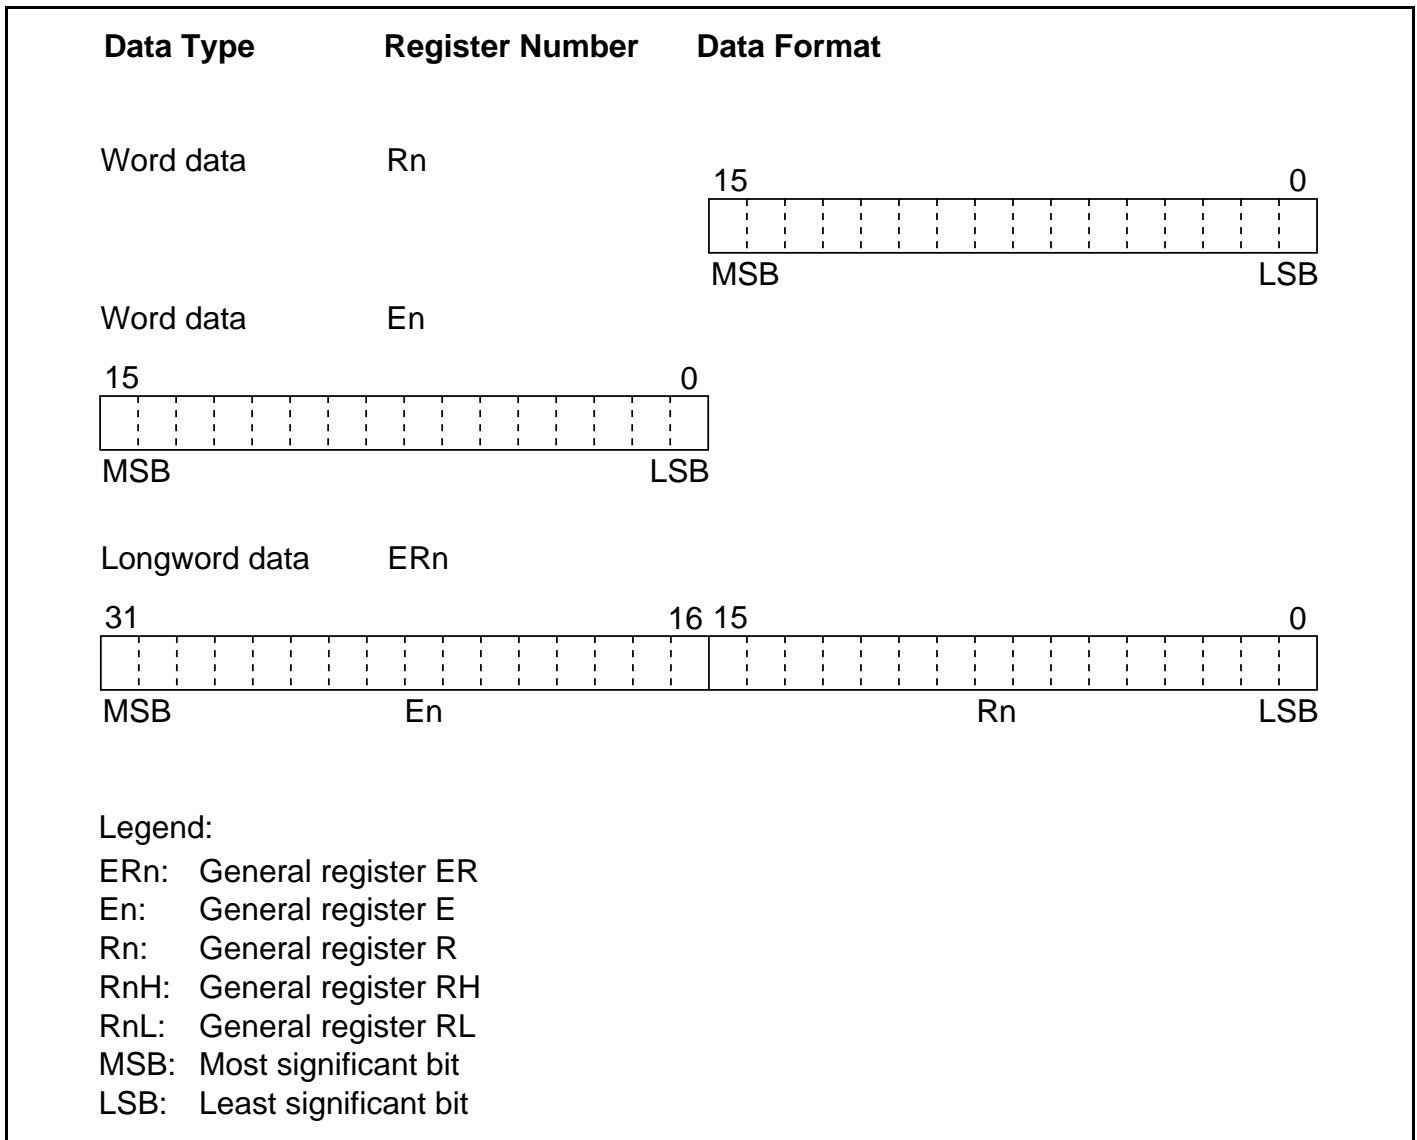 Data Type Register Number Data Format
Word data Rn
15 0
MSB LSB
Word data En
15 0
MSB LSB
Longword data ERn
31 16 15 0
MSB En Rn LSB
Legend:
ERn: General register ER
En: General register E
Rn: General register R
RnH: General register RH
RnL: General register RL
MSB: Most significant bit
LSB: Least significant bit